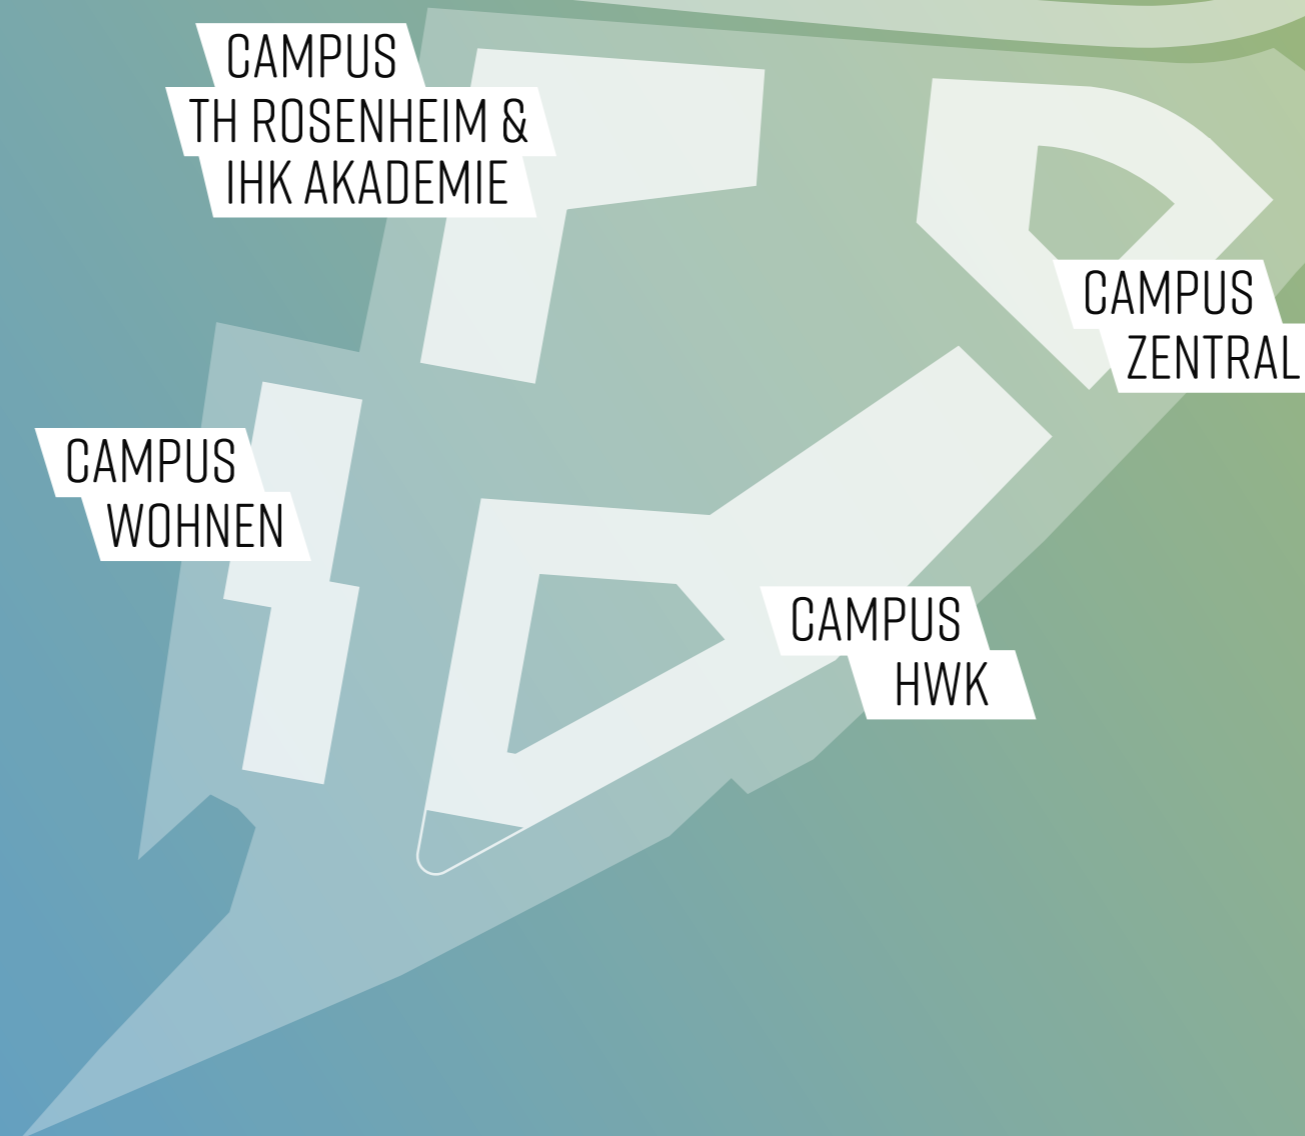 CAMPUS
TH ROSENHEIM &
IHK AKADEMIE
CAMPUS
ZENTRAL
CAMPUS
WOHNEN
CAMPUS
HWK